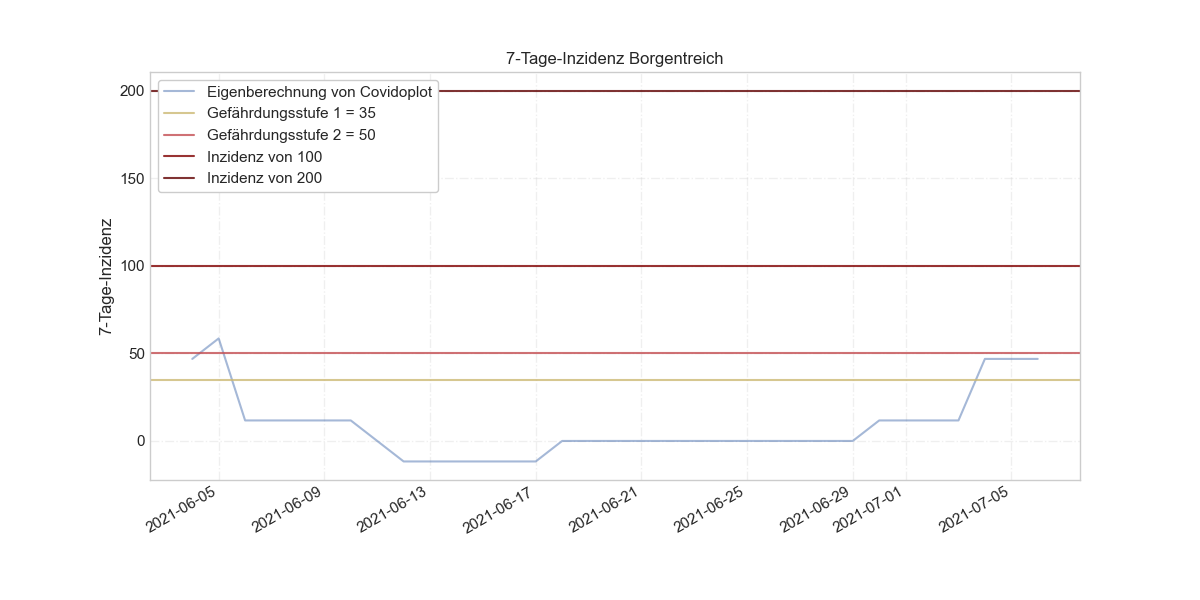 7-Tage-Inzidenz Borgentreich
Eigenberechnung von Covidoplot
Gefährdungsstufe 1 = 35
Gefährdungsstufe 2 = 50
Inzidenz von 100
Inzidenz von 200
7-Tage-Inzidenz
200
150
100
50
0
2021-06-05
2021-06-09
2021-06-13
2021-06-17
2021-06-21
2021-06-25
2021-06-29
2021-07-01
2021-07-05